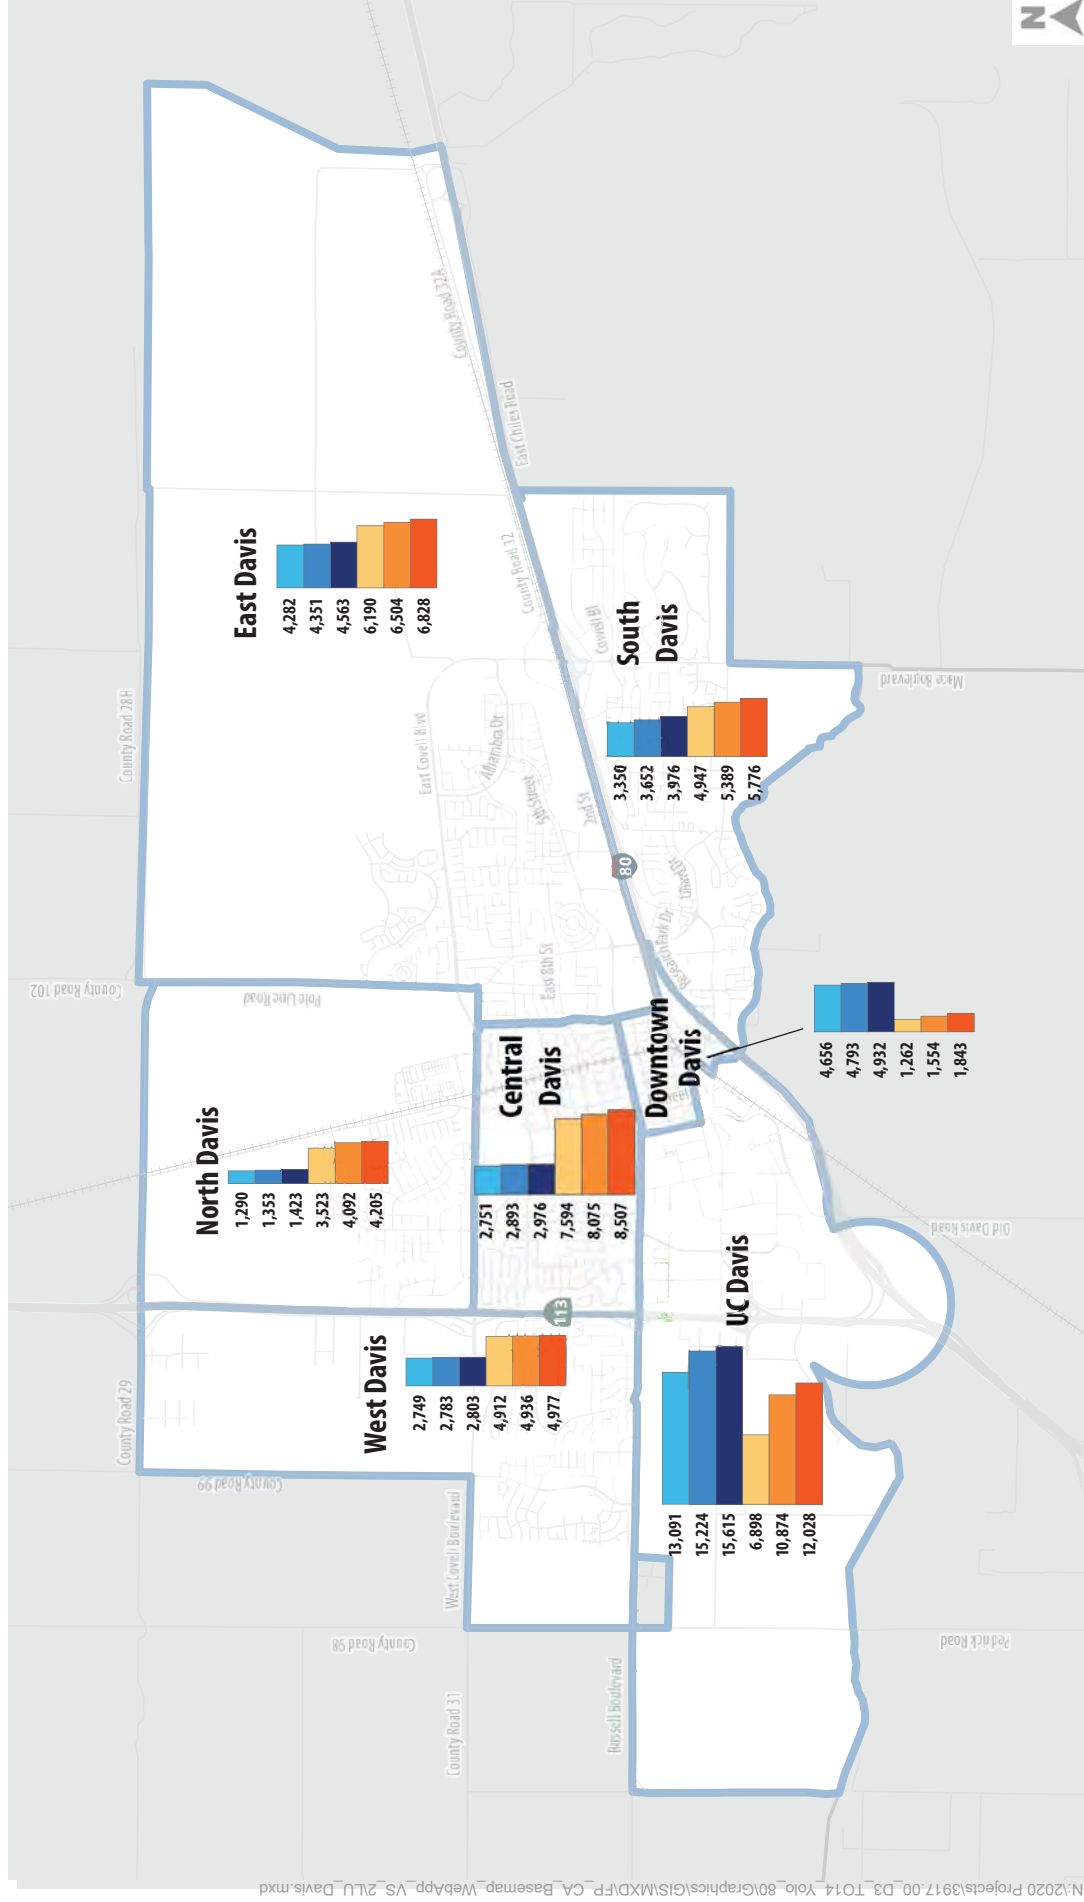 N
County Road 28H
County Road 102
County Road 29
County Road 99
County Road 98
County Road 31
West Covell Boulevard
Russell Boulevard
Pole Line Road
East Covell Blvd
Alhambra Dr
5th Street
2nd St
East 8th St
County Road 32A
East Chiles Road
County Road 32
Cowell Bl
Research Park Dr
Mace Boulevard
Old Davis Road
Pedrick Road
80
113
East Davis
4,282
4,351
4,563
6,190
6,504
6,828
South
Davis
3,350
3,652
3,976
4,947
5,389
5,776
North Davis
1,290
1,353
1,423
3,523
4,092
4,205
Central
Davis
2,751
2,893
2,976
7,594
8,075
8,507
Downtown
Davis
4,656
4,793
4,932
1,262
1,554
1,843
West Davis
2,749
2,783
2,803
4,912
4,936
4,977
UC Davis
13,091
15,224
15,615
6,898
10,874
12,028
N:\2020 Projects\3917.00_D3_TO14_Yolo_80\Graphics\GIS\MXD\FP_CA_Basemap_WebApp_VS_2\LU_Davis.mxd